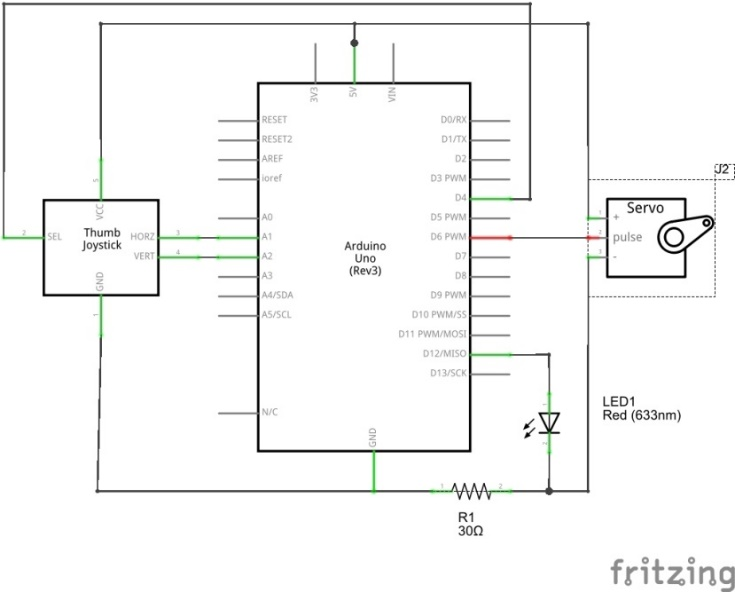 J2
3V3
5V
VIN
RESET
RESET2
AREF
ioref
A0
A1
A2
A3
A4/SDA
A5/SCL
N/C
D0/RX
D1/TX
D2
D3 PWM
D4
D5 PWM
D6 PWM
D7
D8
D9 PWM
D10 PWM/SS
D11 PWM/MOSI
D12/MISO
D13/SCK
GND
Arduino
Uno
(Rev3)
5
VCC
2
SEL
Thumb
Joystick
HORZ
3
VERT
4
GND
1
Servo
1
+
2
pulse
3
-
LED1
Red (633nm)
1
2
R1
30Ω
fritzing